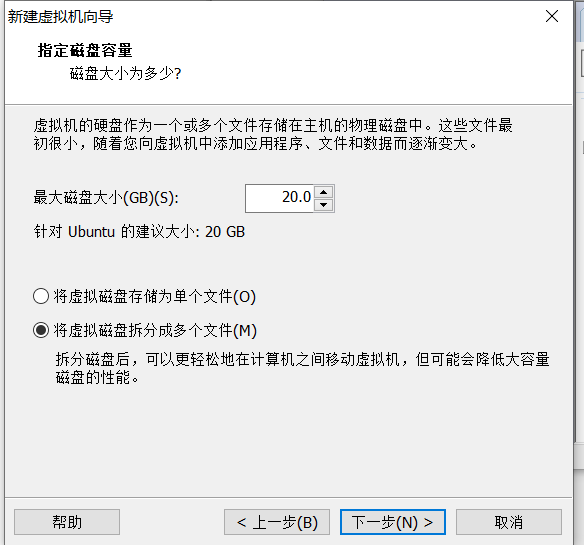 新建虚拟机向导
指定磁盘容量
磁盘大小为多少?
虚拟机的硬盘作为一个或多个文件存储在主机的物理磁盘中。这些文件最
初很小，随着您向虚拟机中添加应用程序、文件和数据而逐渐变大。
最大磁盘大小(GB)(S): 20.0
针对 Ubuntu 的建议大小: 20 GB
将虚拟磁盘存储为单个文件(O)
将虚拟磁盘拆分成多个文件(M)
拆分磁盘后，可以更轻松地在计算机之间移动虚拟机，但可能会降低大容量
磁盘的性能。
帮助 < 上一步(B) 下一步(N) > 取消